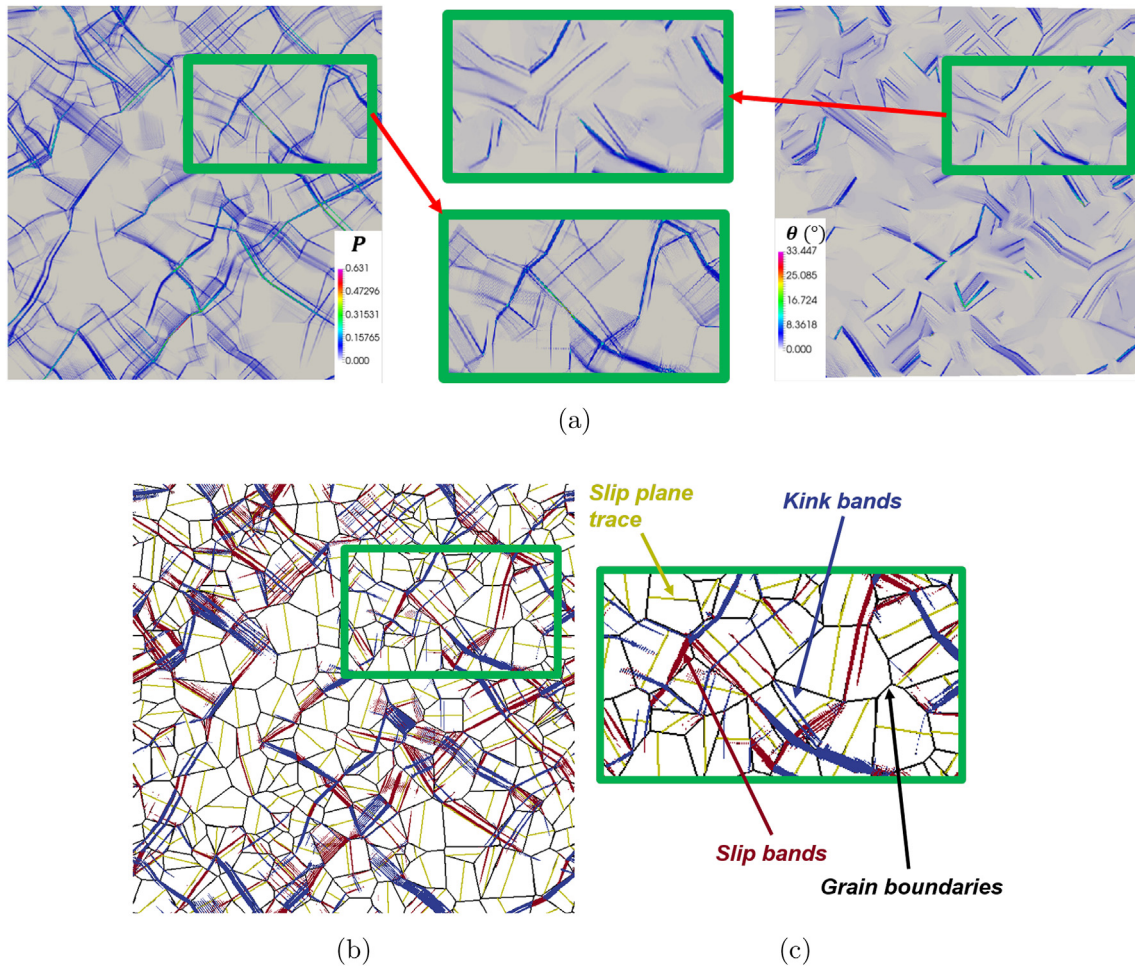 P
0.631
0.47296
0.31531
0.15765
0.000
θ (°)
33.447
25.085
16.724
8.3618
0.000
(a)
Slip plane
trace
Kink bands
Slip bands
Grain boundaries
(b)
(c)